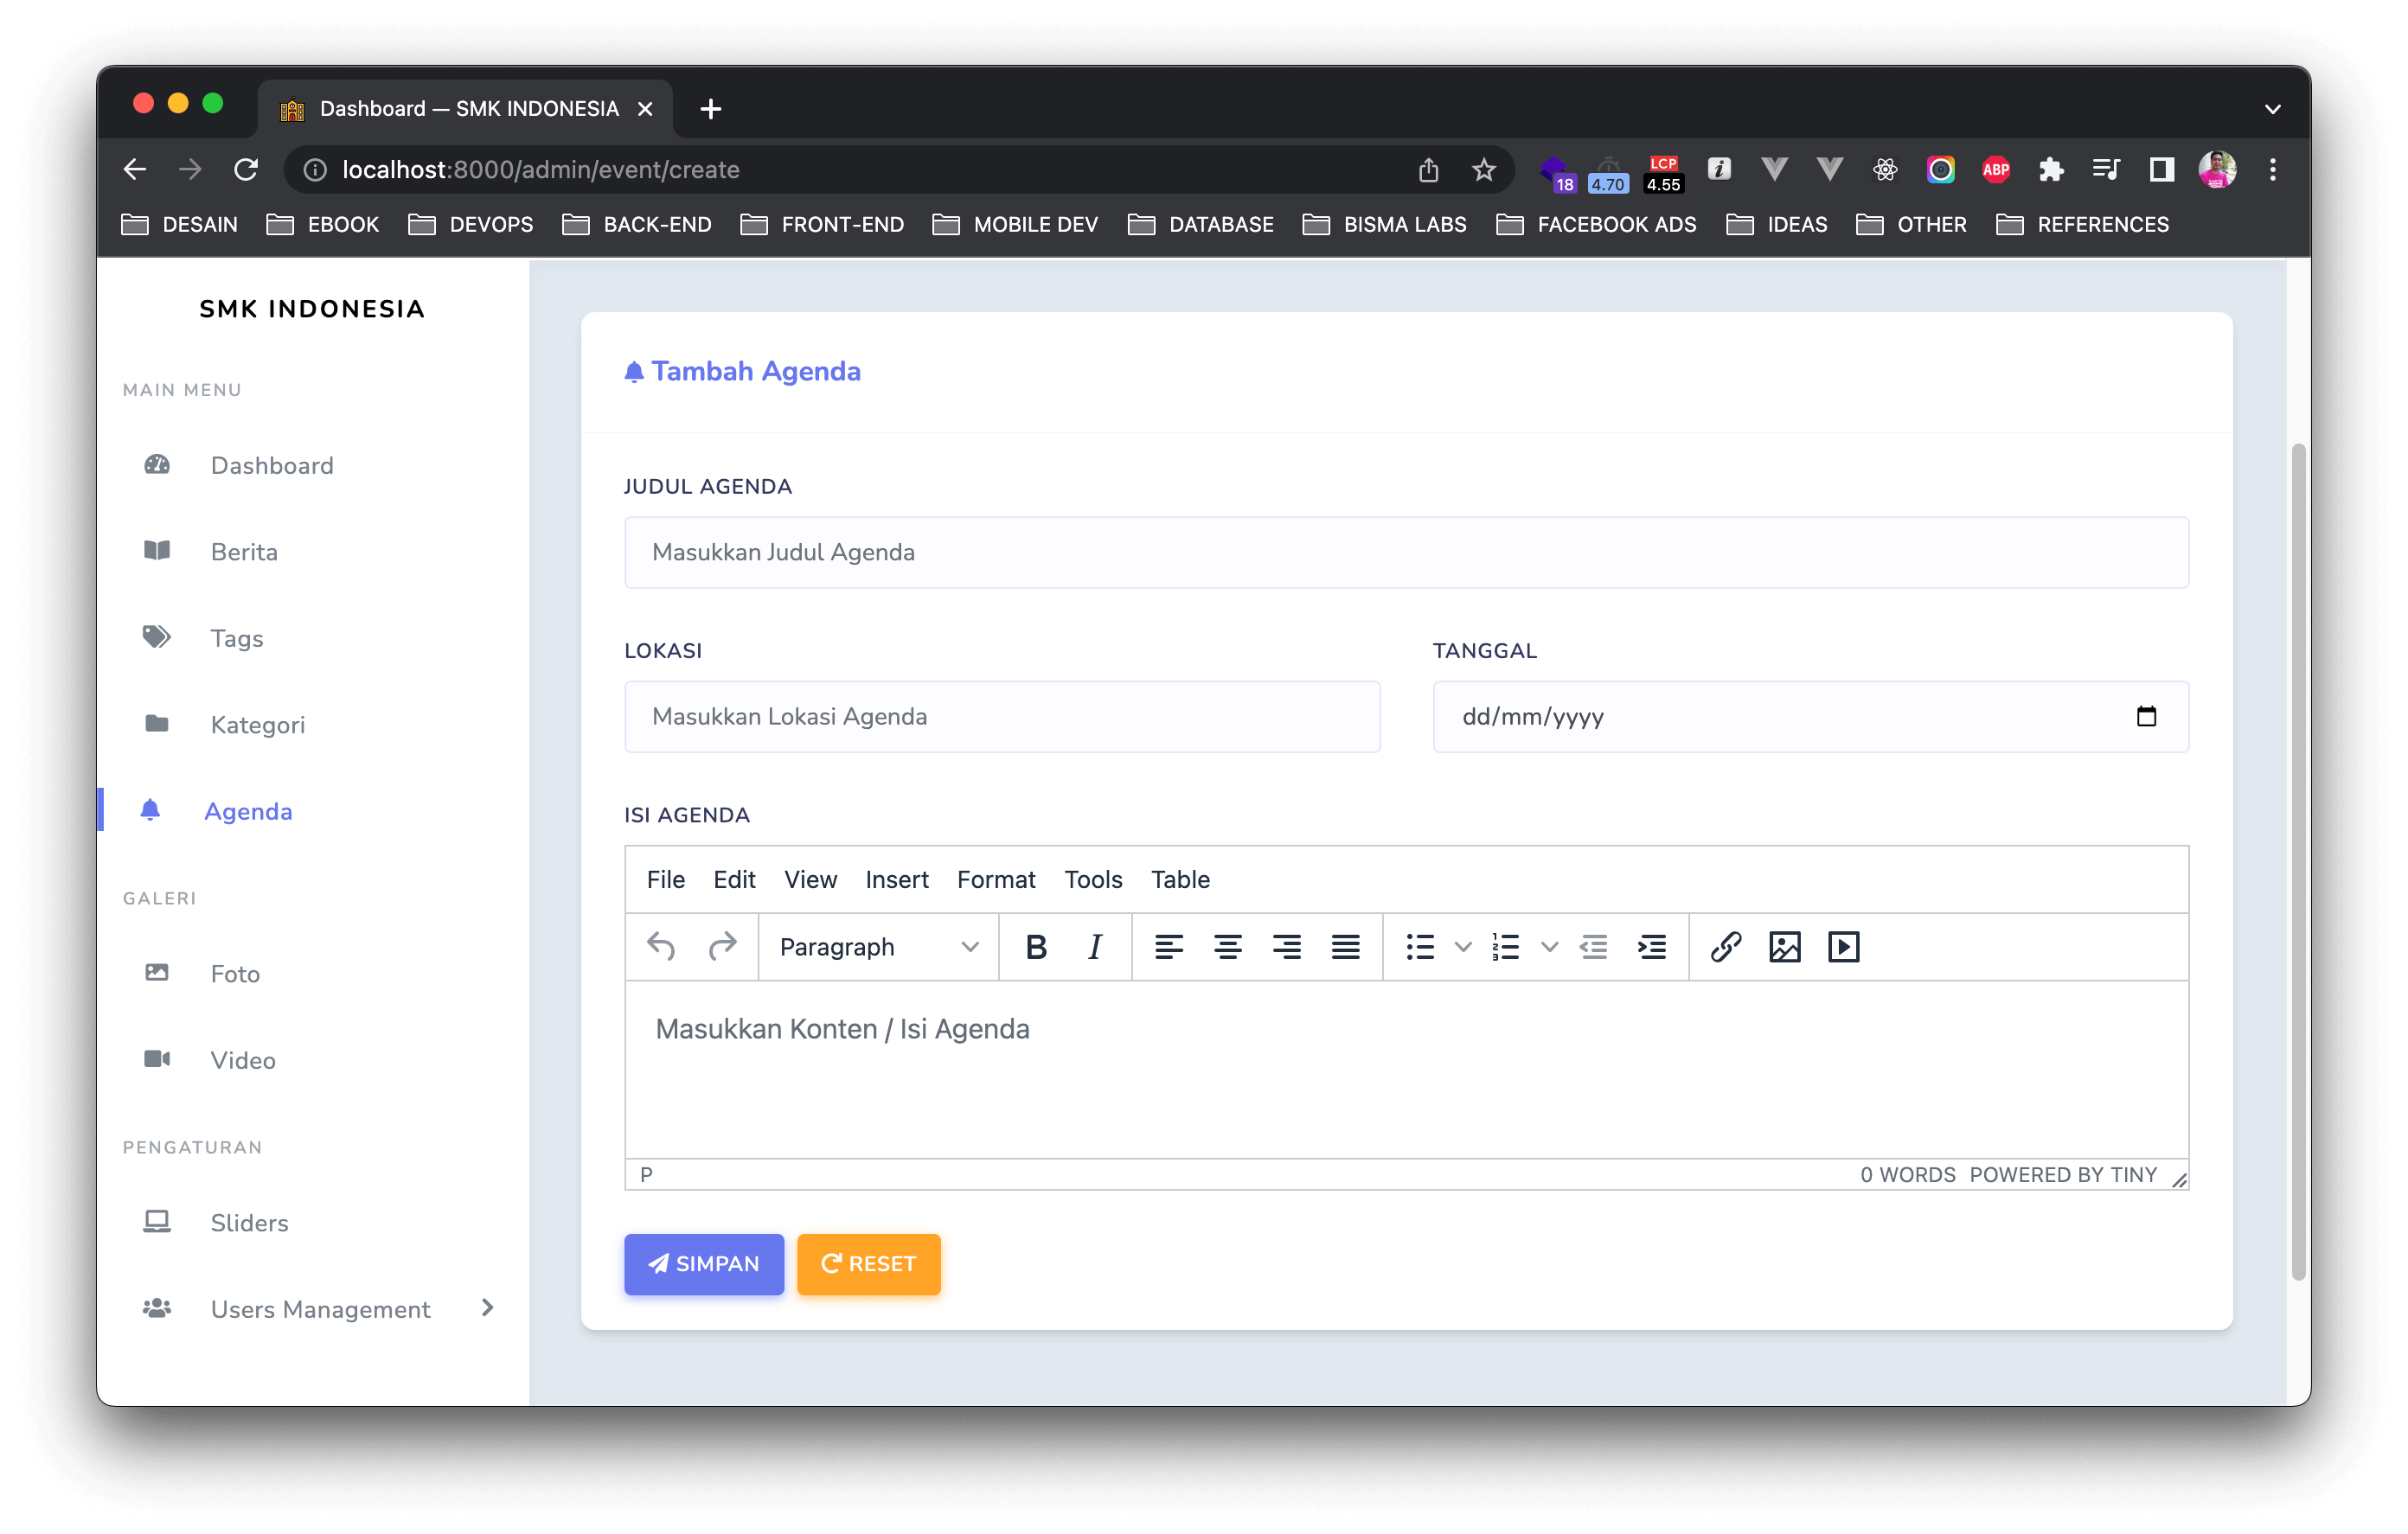 Dashboard — SMK INDONESIA
localhost:8000/admin/event/create
18
4.70
LCP
4.55
ABP
DESAIN EBOOK DEVOPS BACK-END FRONT-END MOBILE DEV DATABASE BISMA LABS FACEBOOK ADS IDEAS OTHER REFERENCES
SMK INDONESIA
MAIN MENU
Dashboard
Berita
Tags
Kategori
Agenda
GALERI
Foto
Video
PENGATURAN
Sliders
Users Management
Tambah Agenda
JUDUL AGENDA
Masukkan Judul Agenda
LOKASI
Masukkan Lokasi Agenda
TANGGAL
dd/mm/yyyy
ISI AGENDA
File Edit View Insert Format Tools Table
Paragraph B I
Masukkan Konten / Isi Agenda
P 0 WORDS POWERED BY TINY
SIMPAN RESET